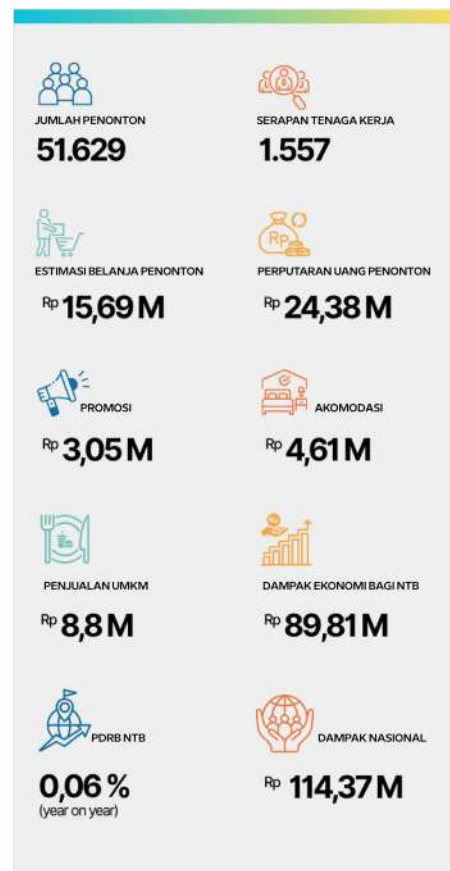 JUMLAH PENONTON
51.629
SERAPAN TENAGA KERJA
1.557
ESTIMASI BELANJA PENONTON
Rp 15,69 M
PERPUTARAN UANG PENONTON
Rp 24,38 M
PROMOSI
Rp 3,05 M
AKOMODASI
Rp 4,61 M
PENJUALAN UMKM
Rp 8,8 M
DAMPAK EKONOMI BAGI NTB
Rp 89,81 M
PDRB NTB
0,06 %
(year on year)
DAMPAK NASIONAL
Rp 114,37 M